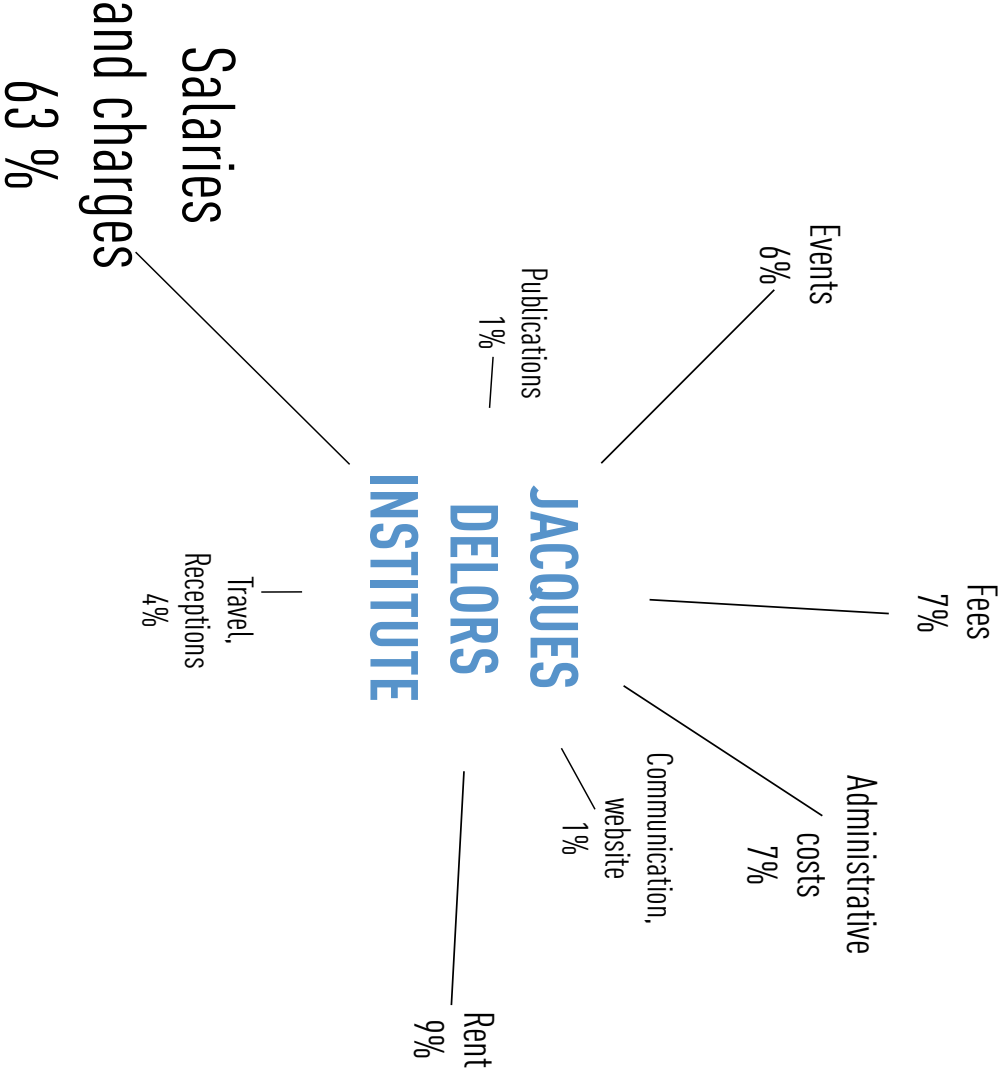 Fees
7%
Events
6%
Administrative
costs
7%
Communication,
website
1%
Publications
1%
JACQUES
DELORS
INSTITUTE
Rent
9%
Travel,
Receptions
4%
Salaries
and charges
63 %